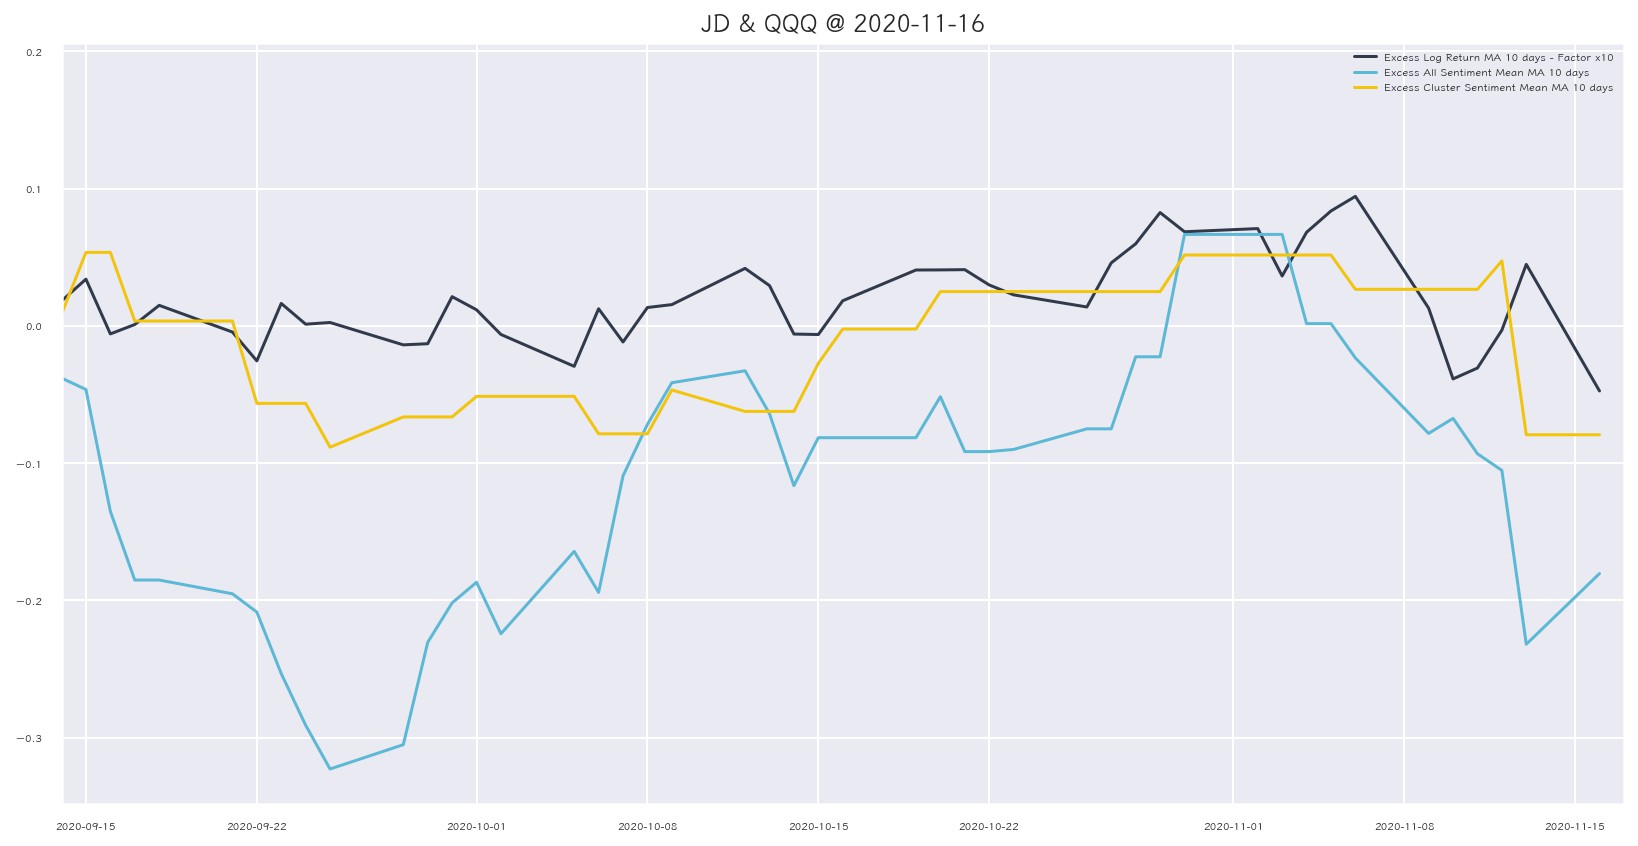 JD & QQQ @ 2020-11-16
Excess Log Return MA 10 days - Factor x10
Excess All Sentiment Mean MA 10 days
Excess Cluster Sentiment Mean MA 10 days
0.2
0.1
0.0
−0.1
−0.2
−0.3
2020-09-15 2020-09-22 2020-10-01 2020-10-08 2020-10-15 2020-10-22 2020-11-01 2020-11-08 2020-11-15